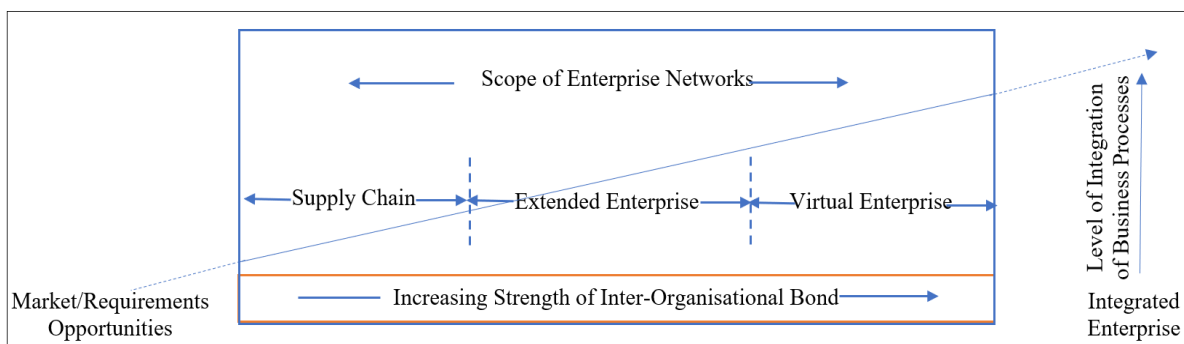 Scope of Enterprise Networks
Level of Integration
of Business Processes
Supply Chain
Extended Enterprise
Virtual Enterprise
Increasing Strength of Inter-Organisational Bond
Market/Requirements
Opportunities
Integrated
Enterprise